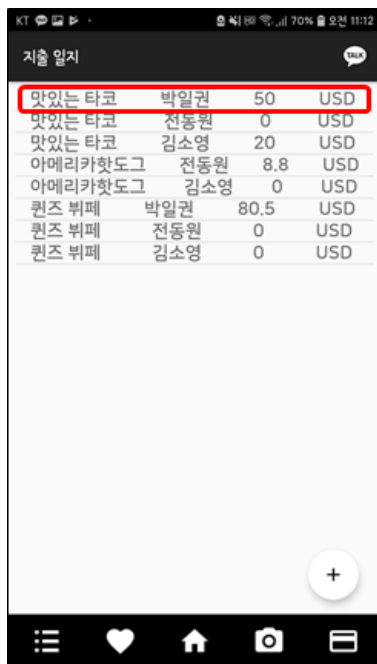 KT 70% 오전 11:12
지출 일지 TALK
맛있는 타코 박일권 50 USD
맛있는 타코 전동원 0 USD
맛있는 타코 김소영 20 USD
아메리카핫도그 전동원 8.8 USD
아메리카핫도그 김소영 0 USD
퀸즈 뷔페 박일권 80.5 USD
퀸즈 뷔페 전동원 0 USD
퀸즈 뷔페 김소영 0 USD
+